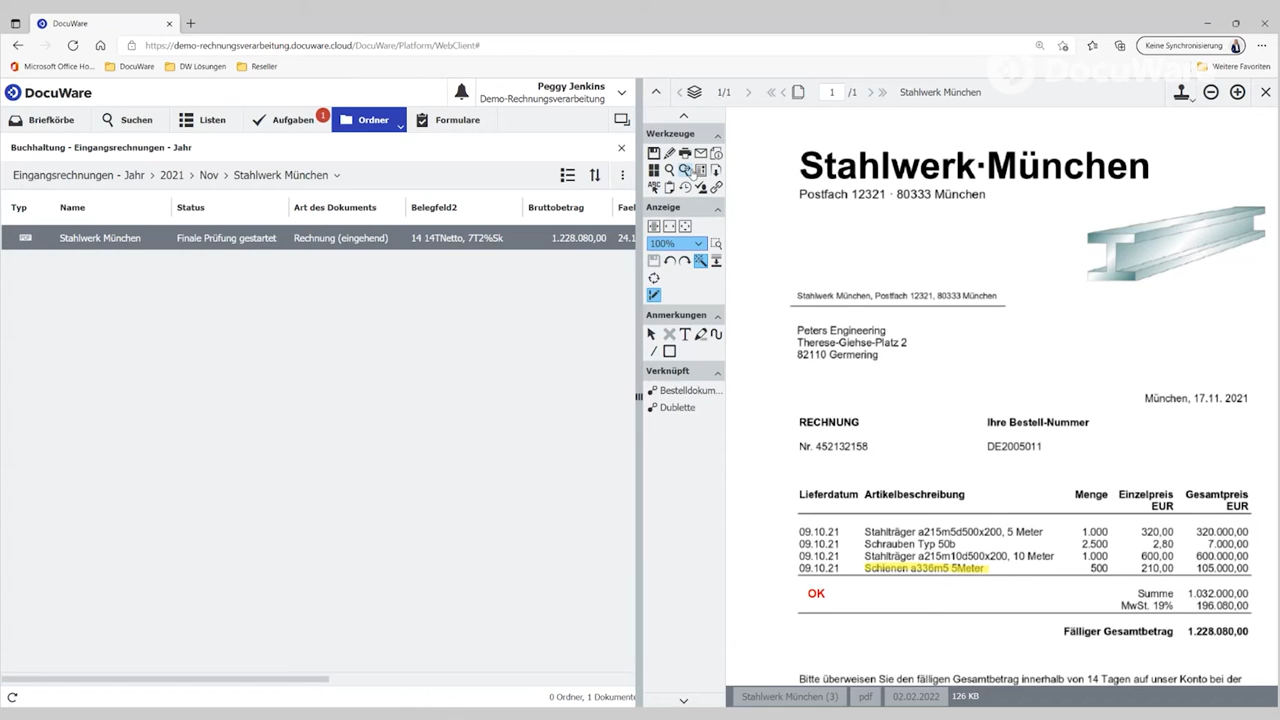 DocuWare
https://demo-rechnungsverarbeitung.docuware.cloud/DocuWare/Platform/WebClient#
Keine Synchronisierung
Microsoft Office Ho...
DocuWare
DW Lösungen
Reseller
Weitere Favoriten
DocuWare
DocuWare
Peggy Jenkins
Demo-Rechnungsverarbeitung
1/1
1
/1
Stahlwerk München
Briefkörbe
Suchen
Listen
Aufgaben
1
Ordner
Formulare
Buchhaltung - Eingangsrechnungen - Jahr
Eingangsrechnungen - Jahr > 2021 > Nov > Stahlwerk München
Typ Name Status Art des Dokuments Belegfeld2 Bruttobetrag Fael
Stahlwerk München Finale Prüfung gestartet Rechnung (eingehend) 14 14TNetto, 7T2%Sk 1.228.080,00 24.1
0 Ordner, 1 Dokumente
Werkzeuge
ABC
Anzeige
100%
Anmerkungen
Verknüpft
Bestelldokum...
Dublette
Stahlwerk·München
Postfach 12321 · 80333 München
Stahlwerk München, Postfach 12321, 80333 München
Peters Engineering
Therese-Giehse-Platz 2
82110 Germering
München, 17.11. 2021
RECHNUNG Ihre Bestell-Nummer
Nr. 452132158 DE2005011
Lieferdatum Artikelbeschreibung Menge Einzelpreis Gesamtpreis
EUR EUR
09.10.21 Stahlträger a215m5d500x200, 5 Meter 1.000 320,00 320.000,00
09.10.21 Schrauben Typ 50b 2.500 2,80 7.000,00
09.10.21 Stahlträger a215m10d500x200, 10 Meter 1.000 600,00 600.000,00
09.10.21 Schienen a336m5 5Meter 500 210,00 105.000,00
OK Summe 1.032.000,00
MwSt. 19% 196.080,00
Fälliger Gesamtbetrag 1.228.080,00
Bitte überweisen Sie den fälligen Gesamtbetrag innerhalb von 14 Tagen auf unser Konto bei der
Stahlwerk München (3) pdf 02.02.2022 126 KB